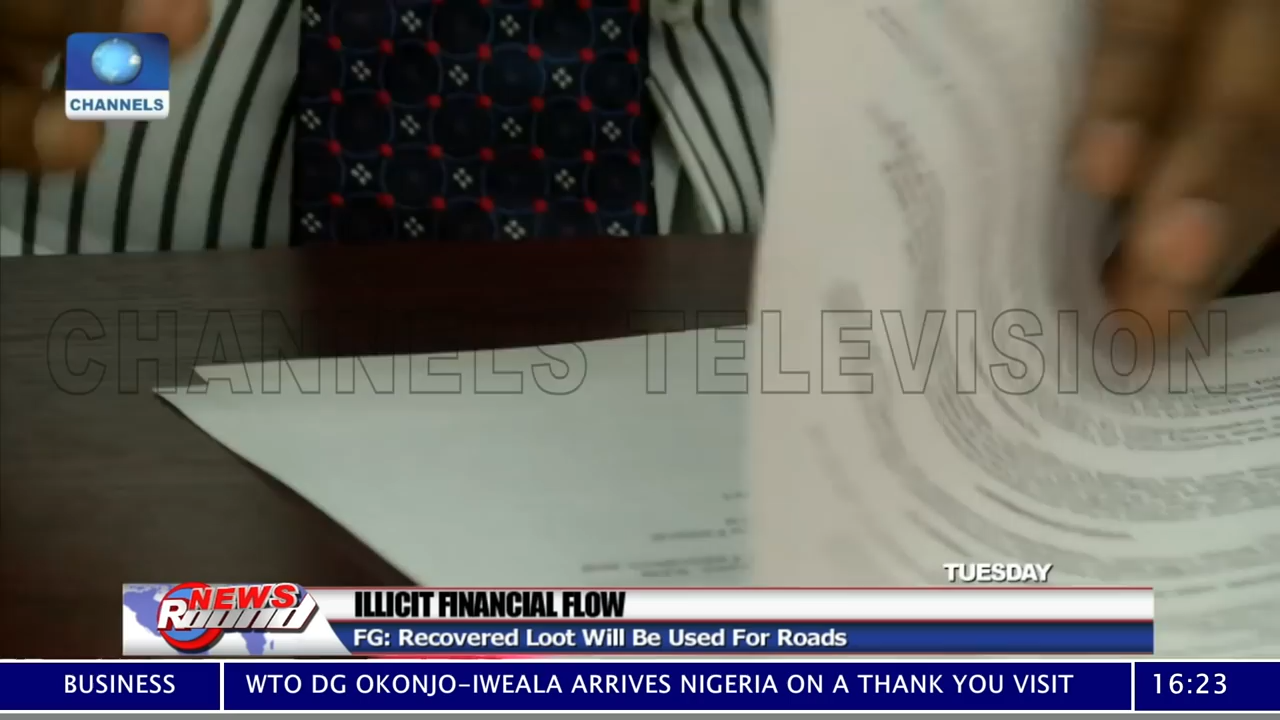 CHANNELS
CHANNELS TELEVISION
TUESDAY
NEWS
ROUND
ILLICIT FINANCIAL FLOW
FG: Recovered Loot Will Be Used For Roads
BUSINESS
WTO DG OKONJO-IWEALA ARRIVES NIGERIA ON A THANK YOU VISIT
16:23